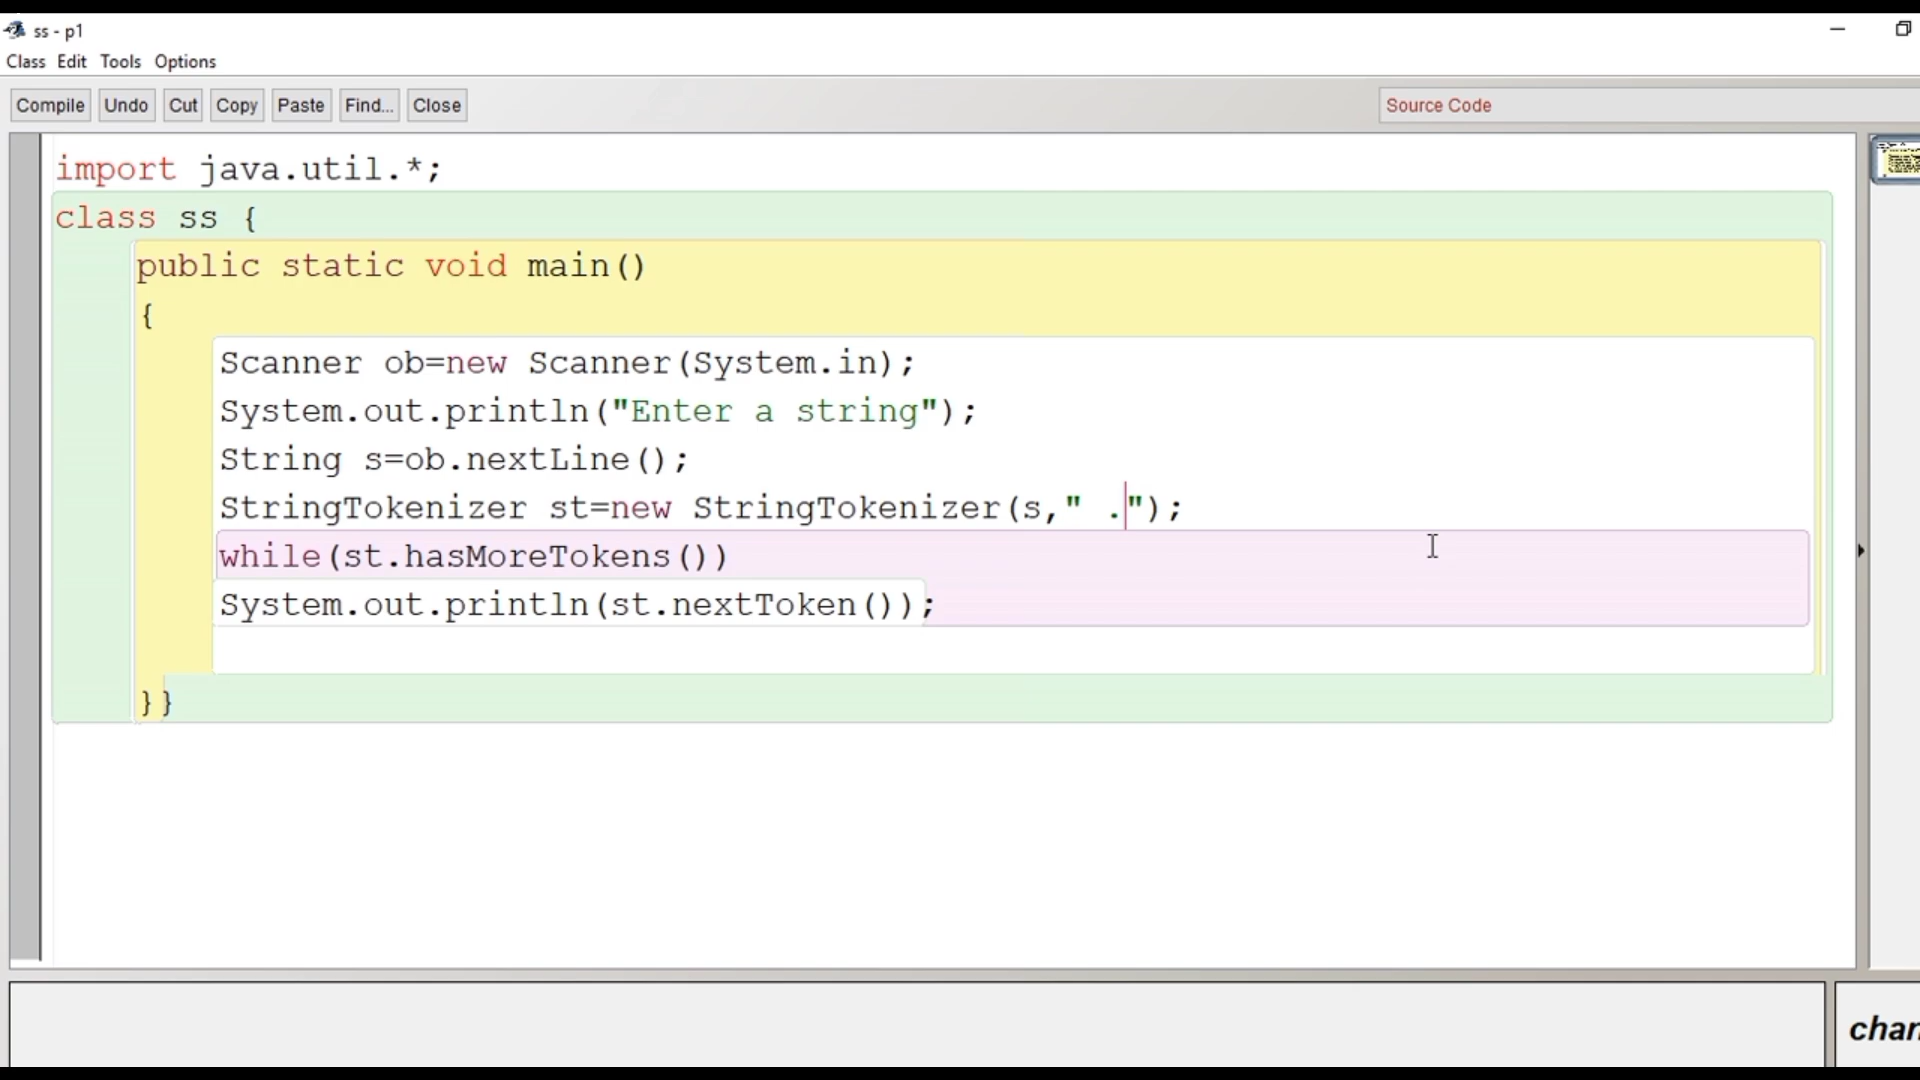 ss - p1
Class Edit Tools Options
Compile Undo Cut Copy Paste Find... Close Source Code
import java.util.*;
class ss {
public static void main()
{
Scanner ob=new Scanner(System.in);
System.out.println("Enter a string");
String s=ob.nextLine();
StringTokenizer st=new StringTokenizer(s," .");
while(st.hasMoreTokens())
System.out.println(st.nextToken());
}}
chan